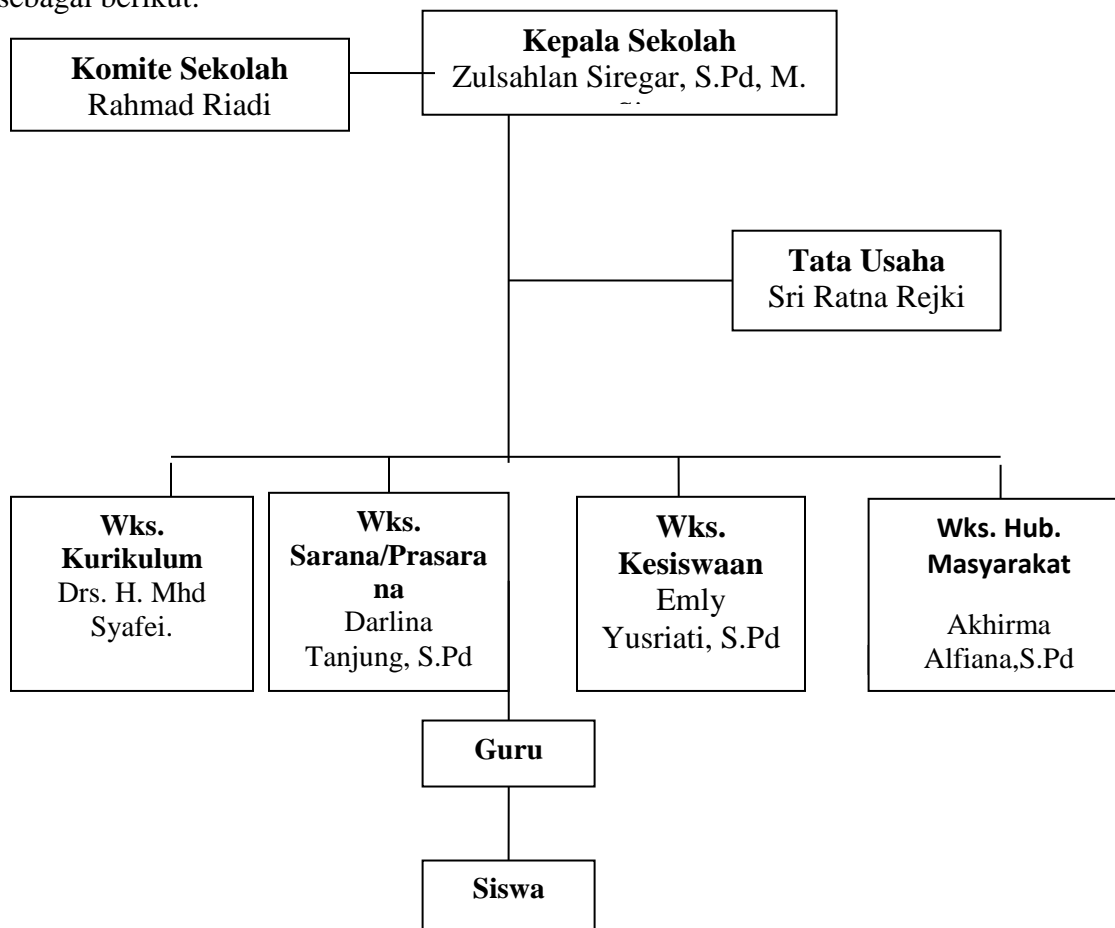 sebagai berikut:
Kepala Sekolah
Zulsahlan Siregar, S.Pd, M.
Komite Sekolah
Rahmad Riadi
Tata Usaha
Sri Ratna Rejki
Wks.
Kurikulum
Drs. H. Mhd
Syafei.
Wks.
Sarana/Prasara
na
Darlina
Tanjung, S.Pd
Wks.
Kesiswaan
Emly
Yusriati, S.Pd
Wks. Hub.
Masyarakat
Akhirma
Alfiana,S.Pd
Guru
Siswa